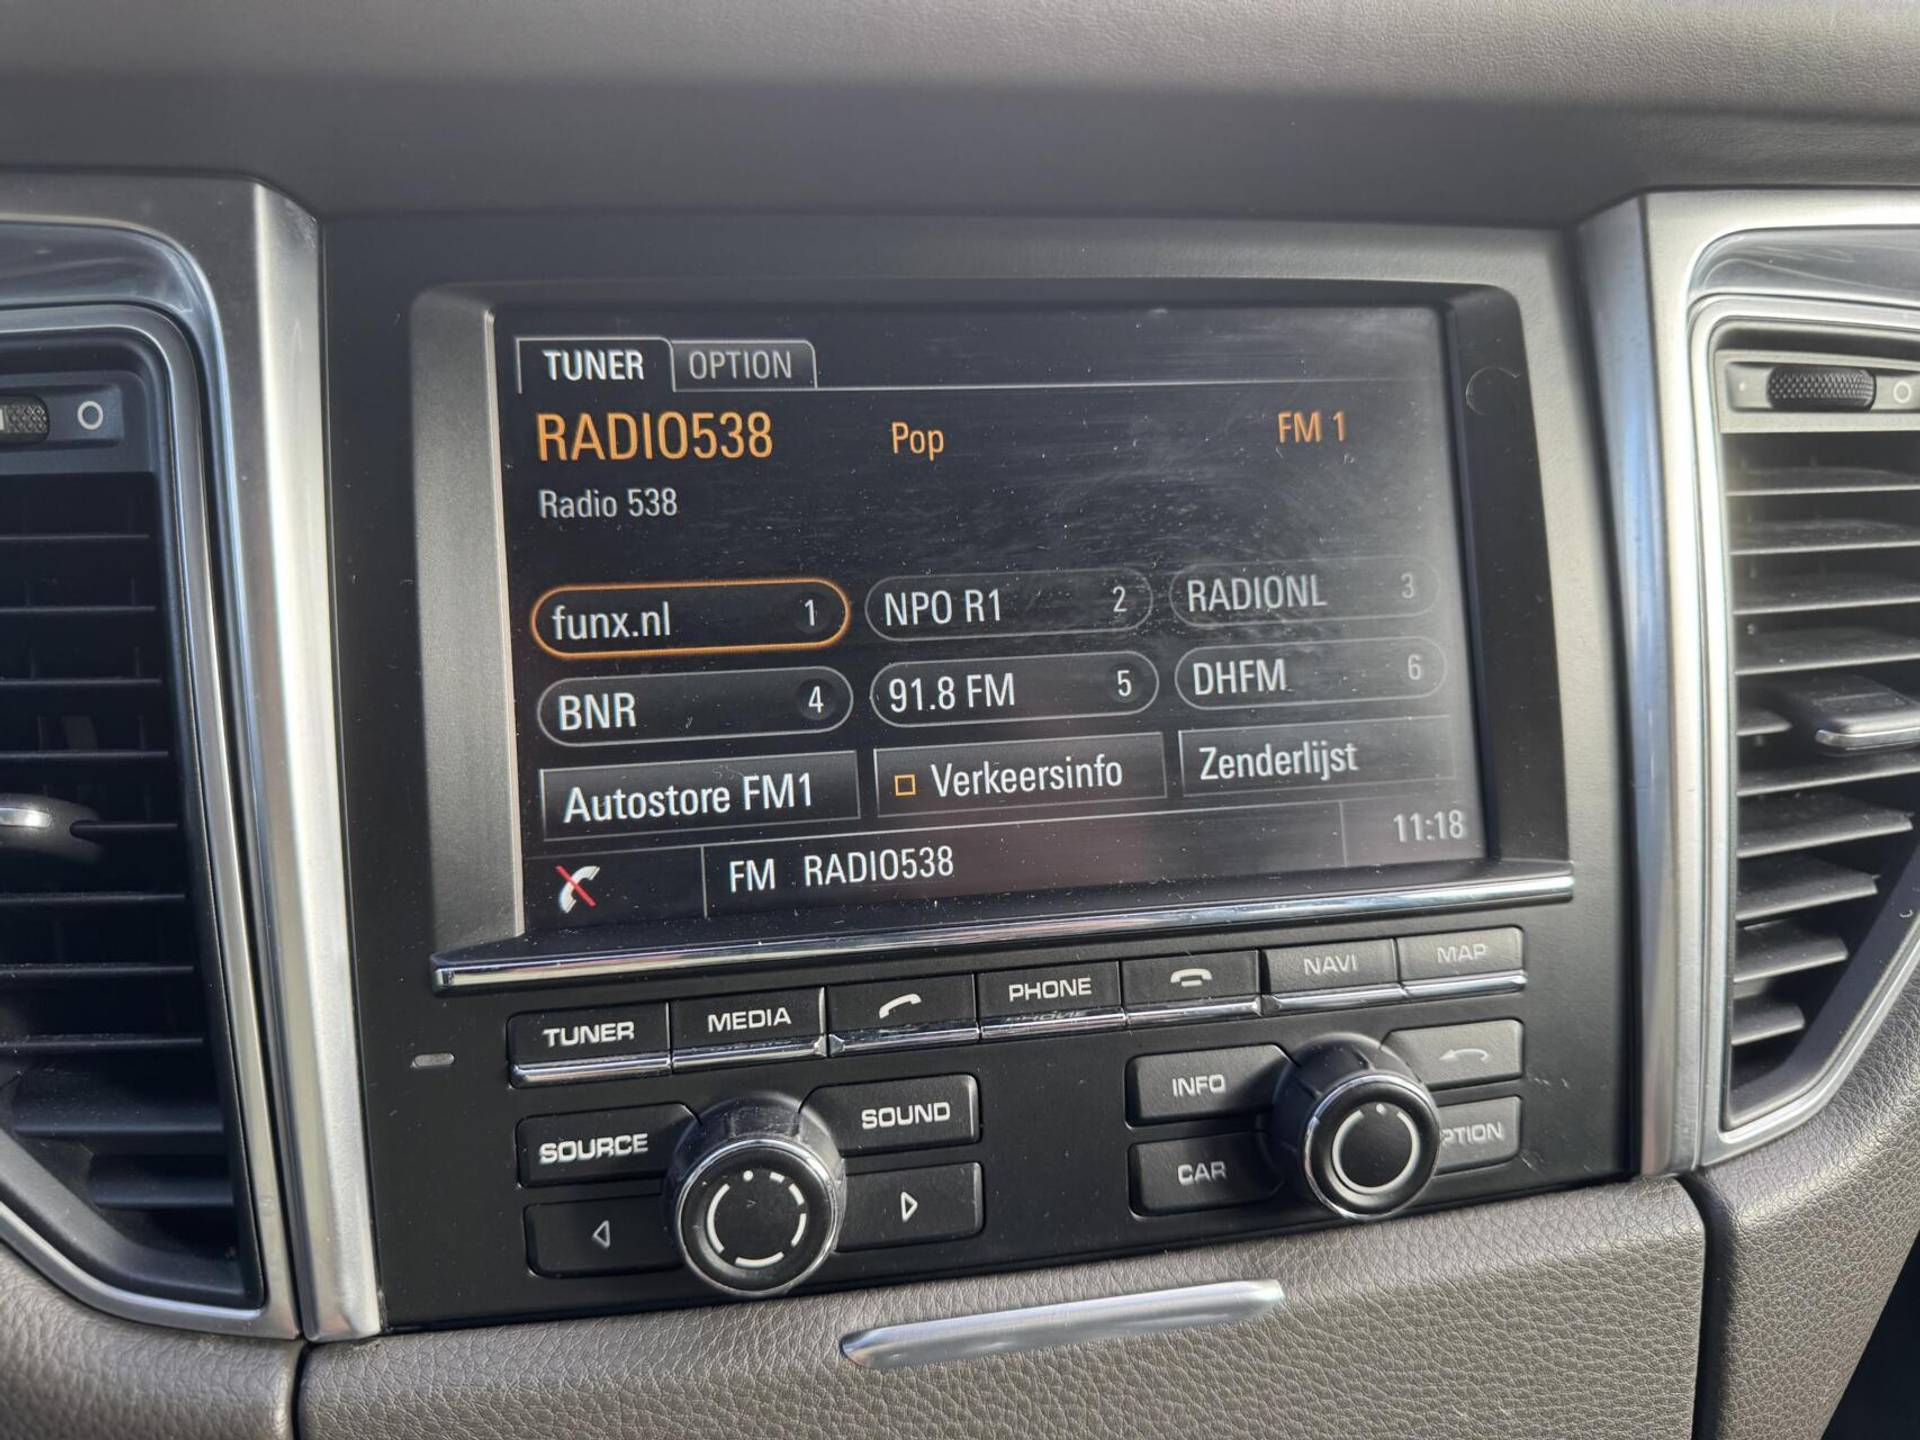 TUNER OPTION
RADIO538 Pop FM 1
Radio 538
funx.nl 1 NPO R1 2 RADIONL 3
BNR 4 91.8 FM 5 DHFM 6
Autostore FM1 Verkeersinfo Zenderlijst
FM RADIO538 11:18
TUNER MEDIA PHONE NAVI MAP
SOURCE SOUND INFO
CAR PTION